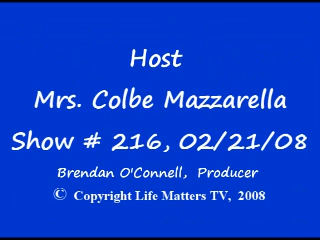 Host
Mrs. Colbe Mazzarella
Show # 216, 02/21/08
Brendan O'Connell, Producer
© Copyright Life Matters TV, 2008